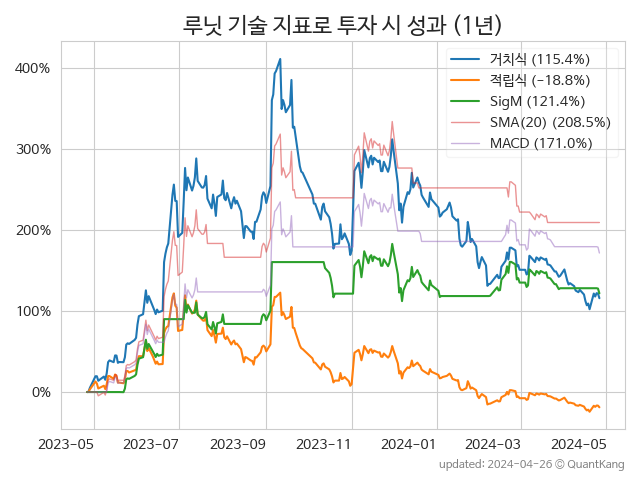 루닛 기술 지표로 투자 시 성과 (1년)
400%
300%
200%
100%
0%
거치식 (115.4%)
적립식 (−18.8%)
SigM (121.4%)
SMA(20) (208.5%)
MACD (171.0%)
2023-05 2023-07 2023-09 2023-11 2024-01 2024-03 2024-05
updated: 2024-04-26 © QuantKang